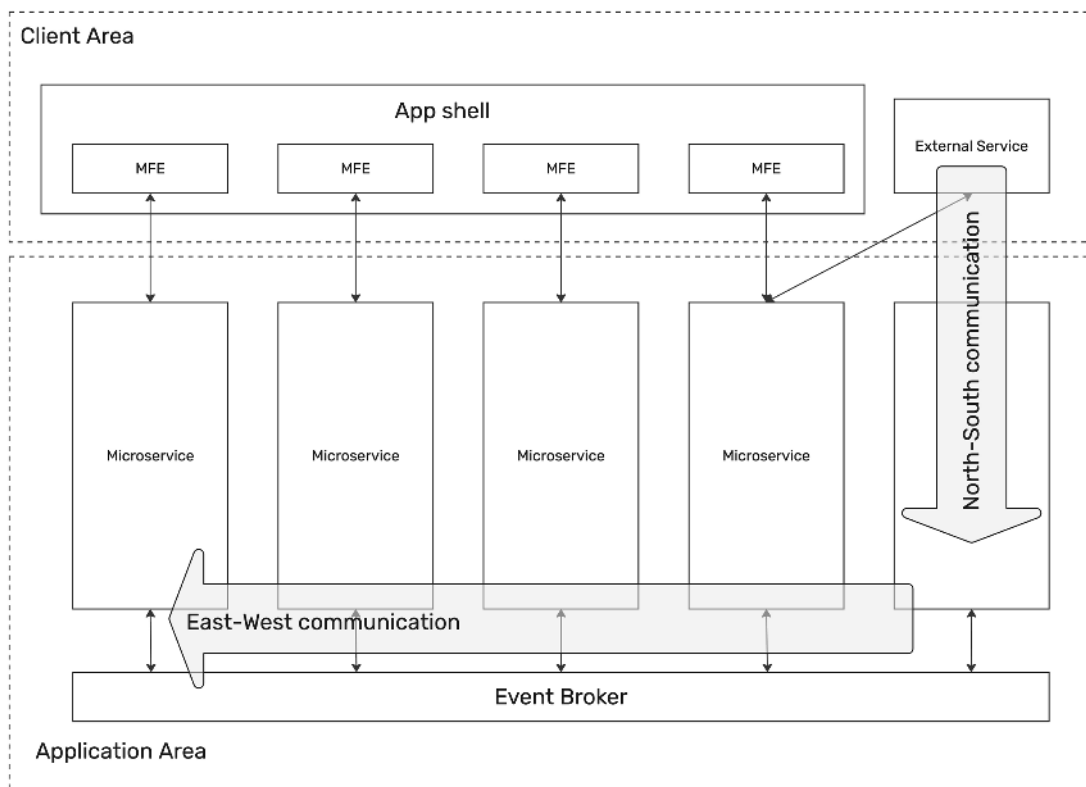 Client Area
App shell
MFE
MFE
MFE
MFE
External Service
North-South communication
Microservice
Microservice
Microservice
Microservice
East-West communication
Event Broker
Application Area